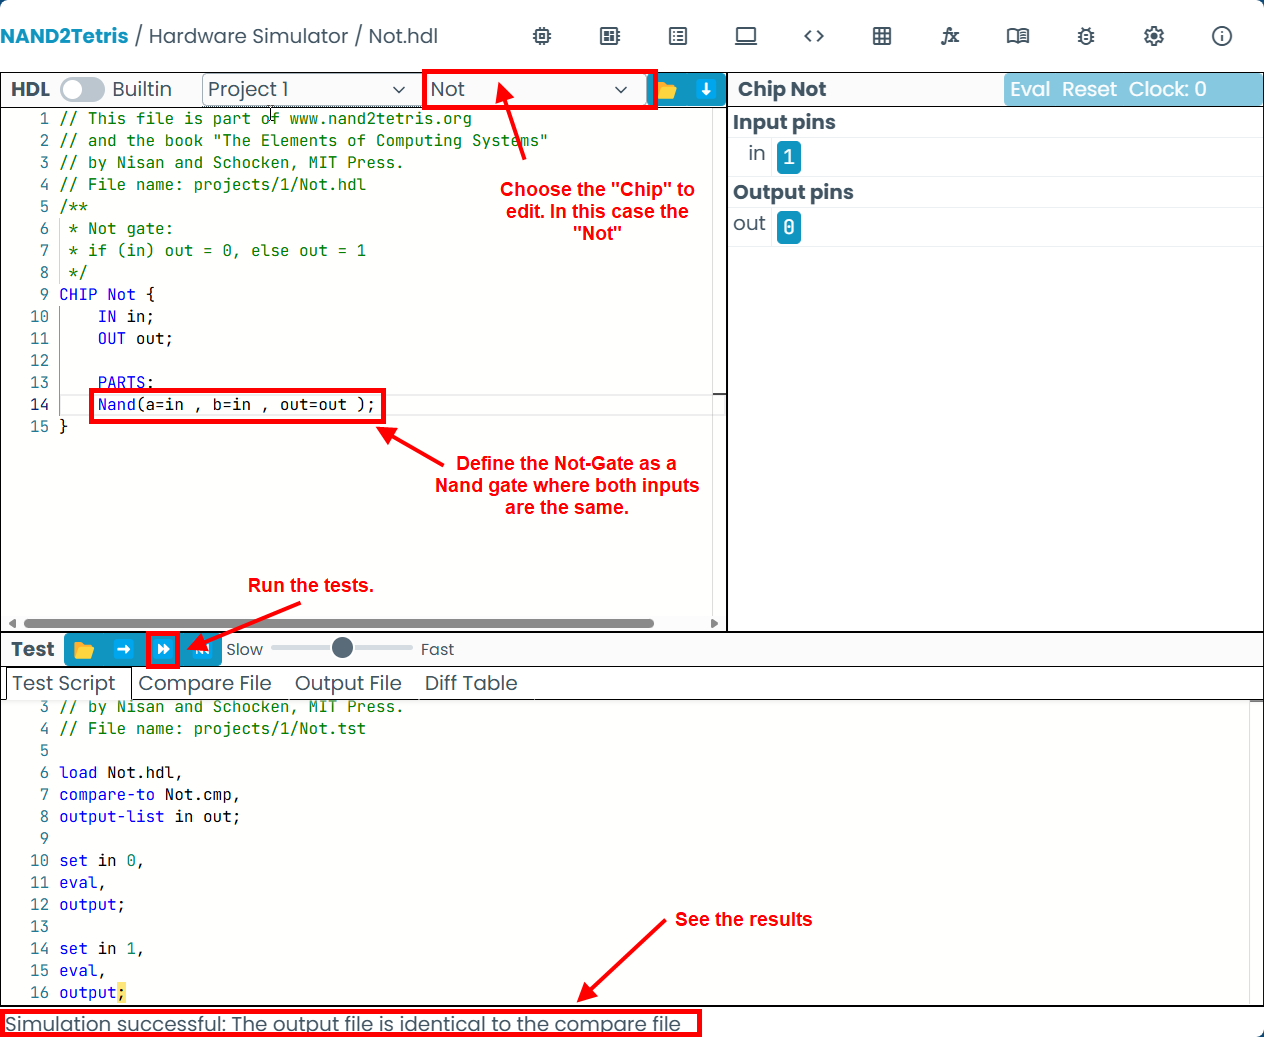 NAND2Tetris / Hardware Simulator / Not.hdl
HDL Builtin Project 1 Not
Chip Not Eval Reset Clock: 0
1 // This file is part of www.nand2tetris.org
2 // and the book "The Elements of Computing Systems"
3 // by Nisan and Schocken, MIT Press.
4 // File name: projects/1/Not.hdl
5 /**
6 * Not gate:
7 * if (in) out = 0, else out = 1
8 */
9 CHIP Not {
10 IN in;
11 OUT out;
12
13 PARTS:
14 Nand(a=in , b=in , out=out );
15 }
Choose the "Chip" to
edit. In this case the
"Not"
Define the Not-Gate as a
Nand gate where both inputs
are the same.
Run the tests.
Input pins
in 1
Output pins
out 0
Test Slow Fast
Test Script Compare File Output File Diff Table
3 // by Nisan and Schocken, MIT Press.
4 // File name: projects/1/Not.tst
5
6 load Not.hdl,
7 compare-to Not.cmp,
8 output-list in out;
9
10 set in 0,
11 eval,
12 output;
13
14 set in 1,
15 eval,
16 output;
See the results
Simulation successful: The output file is identical to the compare file